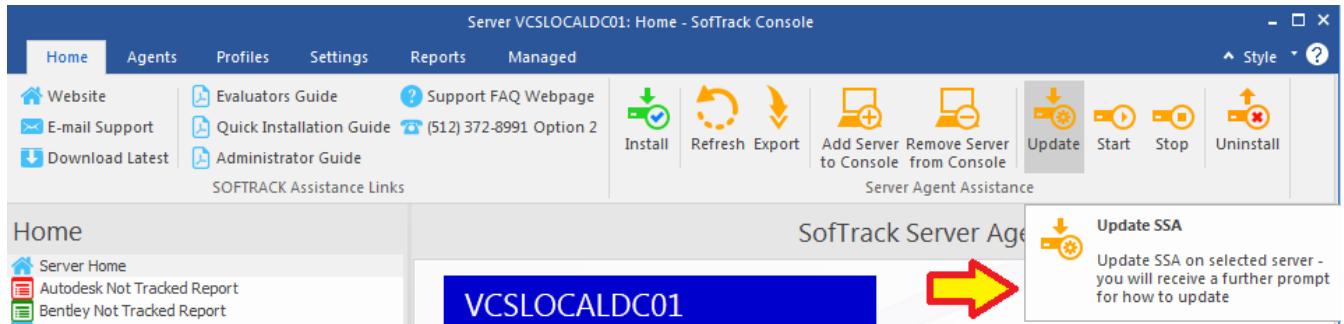 Server VCSLOCALDC01: Home - SofTrack Console
Home Agents Profiles Settings Reports Managed Style
Website Evaluators Guide Support FAQ Webpage
E-mail Support Quick Installation Guide (512) 372-8991 Option 2
Download Latest Administrator Guide
SOFTRACK Assistance Links
Install Refresh Export Add Server Remove Server Update Start Stop Uninstall
to Console from Console
Server Agent Assistance
Home
Server Home
Autodesk Not Tracked Report
Bentley Not Tracked Report
SofTrack Server Age
VCSLOCALDC01
Update SSA
Update SSA on selected server -
you will receive a further prompt
for how to update